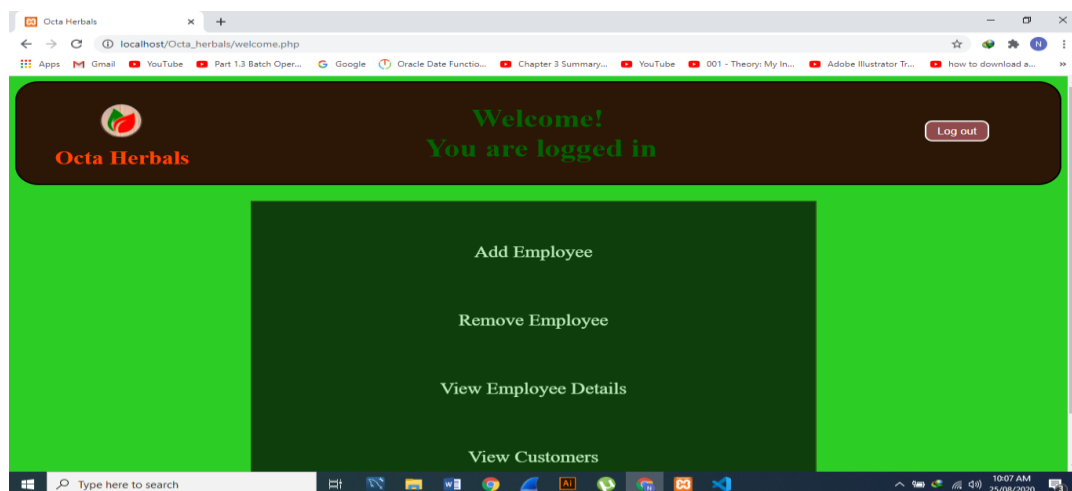 Octa Herbals
localhost/Octa_herbals/welcome.php
N
Apps Gmail YouTube Part 1.3 Batch Oper... Google Oracle Date Functio... Chapter 3 Summary... YouTube 001 - Theory: My In... Adobe Illustrator Tr... how to download a... »
Welcome!
You are logged in
Octa Herbals
Log out
Add Employee
Remove Employee
View Employee Details
View Customers
Type here to search
10:07 AM
25/08/2020